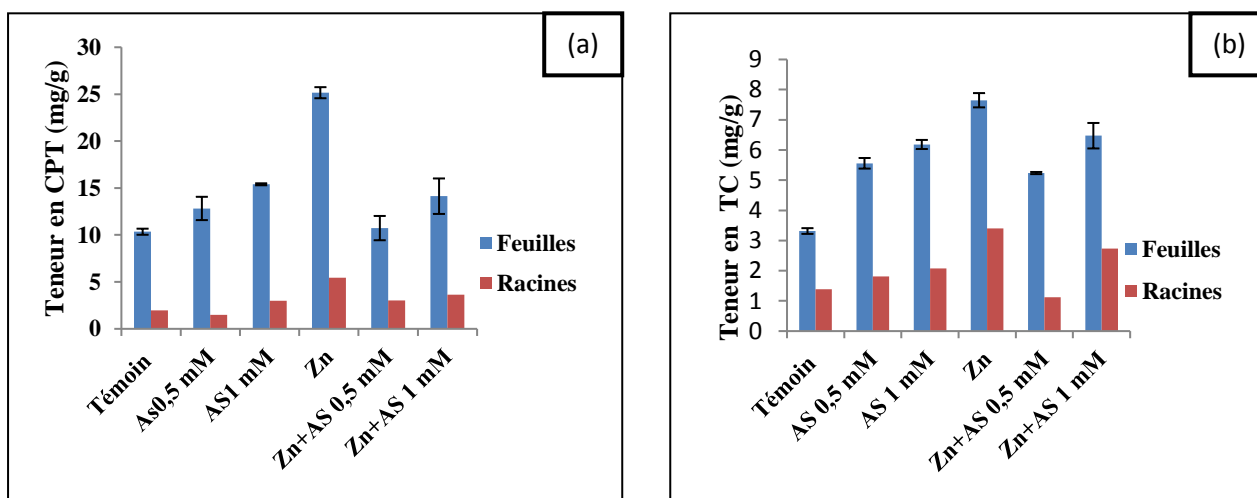 (a)
Teneur en CPT (mg/g)
30
25
20
15
10
5
0
Feuilles
Racines
Témoin
As0,5 mM
AS1 mM
Zn
Zn+AS 0,5 mM
Zn+AS 1 mM
(b)
Teneur en TC (mg/g)
9
8
7
6
5
4
3
2
1
0
Feuilles
Racines
Témoin
AS 0,5 mM
AS 1 mM
Zn
Zn+AS 0,5 mM
Zn+AS 1 mM